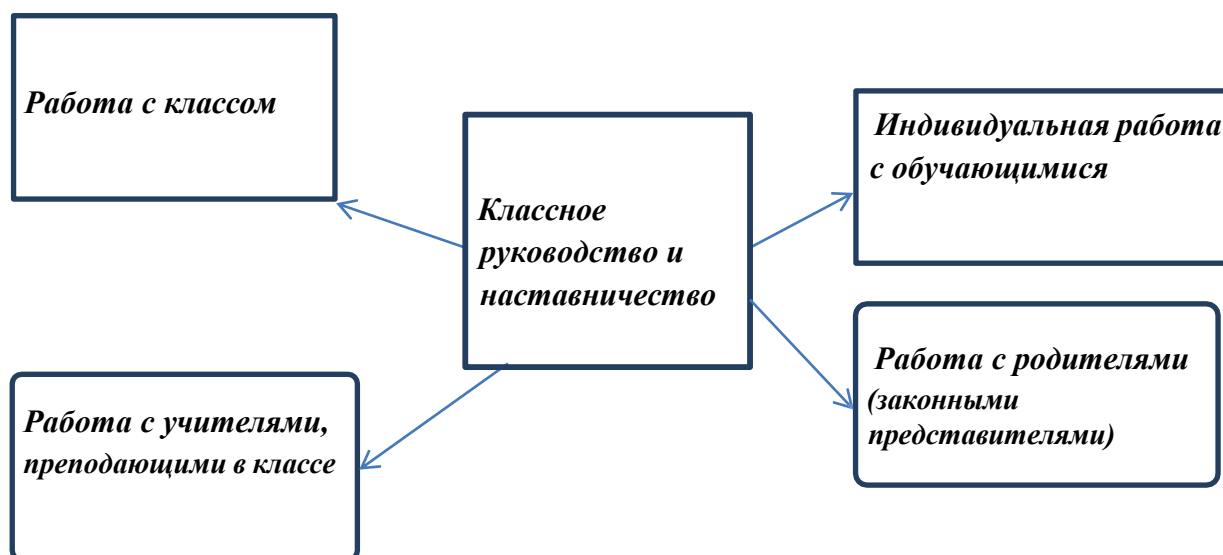 Работа с классом
Индивидуальная работа
с обучающимися
Классное
руководство и
наставничество
Работа с учителями,
преподающими в классе
Работа с родителями
(законными
представителями)